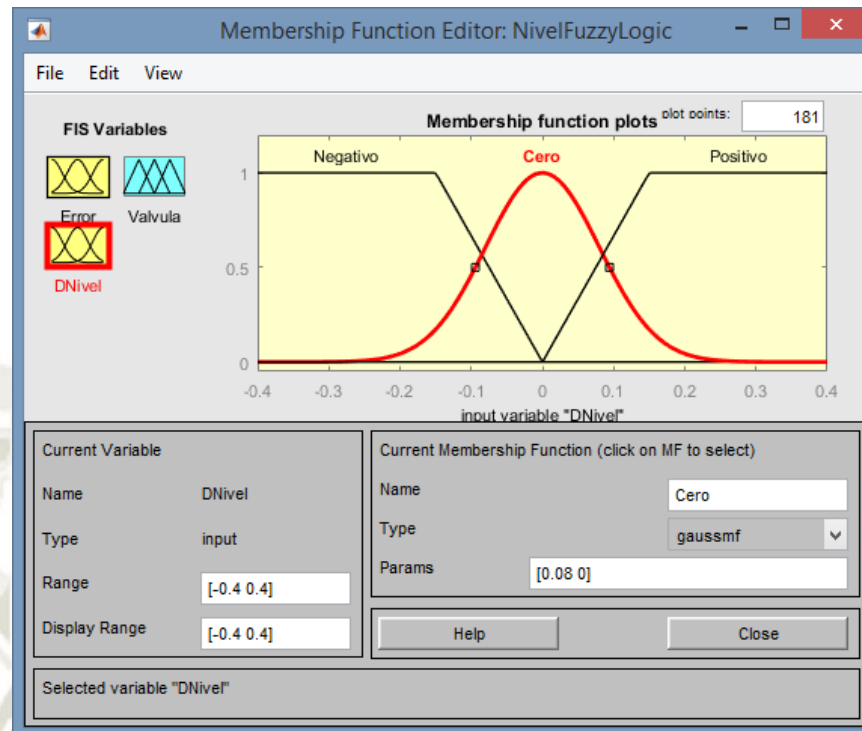 Membership Function Editor: NivelFuzzyLogic
File Edit View
FIS Variables
Error Valvula
DNivel
Membership function plots plot points: 181
Negativo Cero Positivo
1
0.5
0
-0.4 -0.3 -0.2 -0.1 0 0.1 0.2 0.3 0.4
input variable "DNivel"
Current Variable
Name DNivel
Type input
Range [-0.4 0.4]
Display Range [-0.4 0.4]
Current Membership Function (click on MF to select)
Name Cero
Type gaussmf
Params [0.08 0]
Help Close
Selected variable "DNivel"